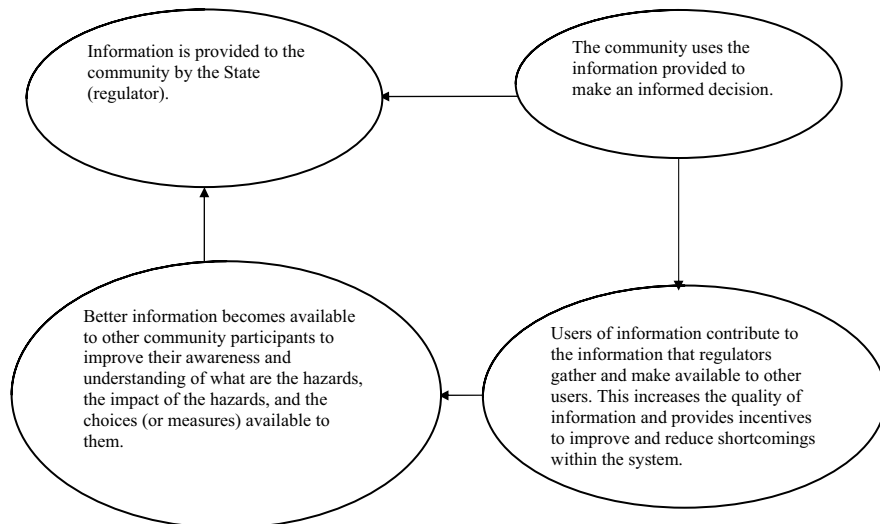 Information is provided to the
community by the State
(regulator).
The community uses the
information provided to
make an informed decision.
Better information becomes available
to other community participants to
improve their awareness and
understanding of what are the hazards,
the impact of the hazards, and the
choices (or measures) available to
them.
Users of information contribute to
the information that regulators
gather and make available to other
users. This increases the quality of
information and provides incentives
to improve and reduce shortcomings
within the system.